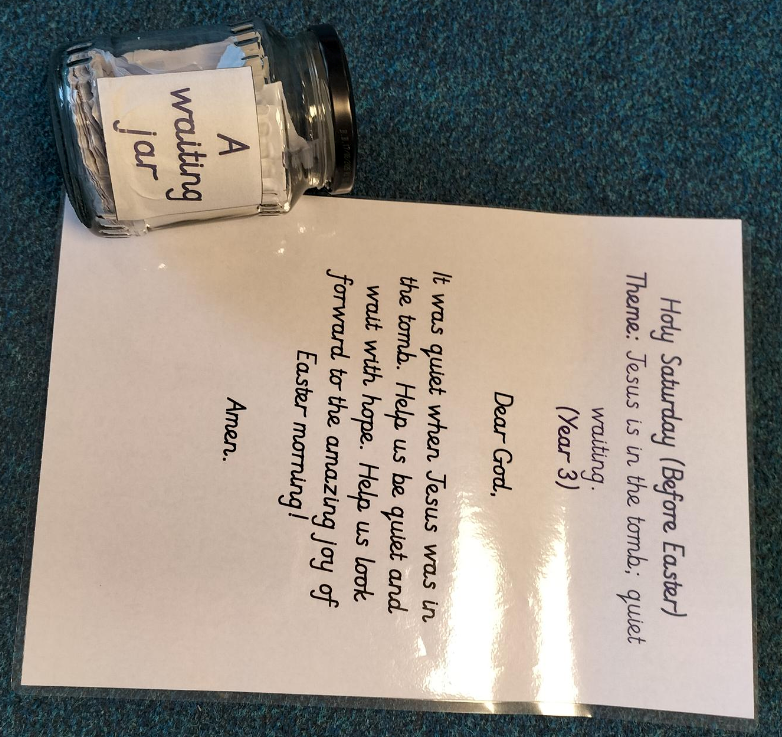 A
waiting
jar
Holy Saturday (Before Easter)
Theme: Jesus is in the tomb; quiet
waiting.
(Year 3)
Dear God,
It was quiet when Jesus was in
the tomb. Help us be quiet and
wait with hope. Help us look
forward to the amazing joy of
Easter morning!
Amen.